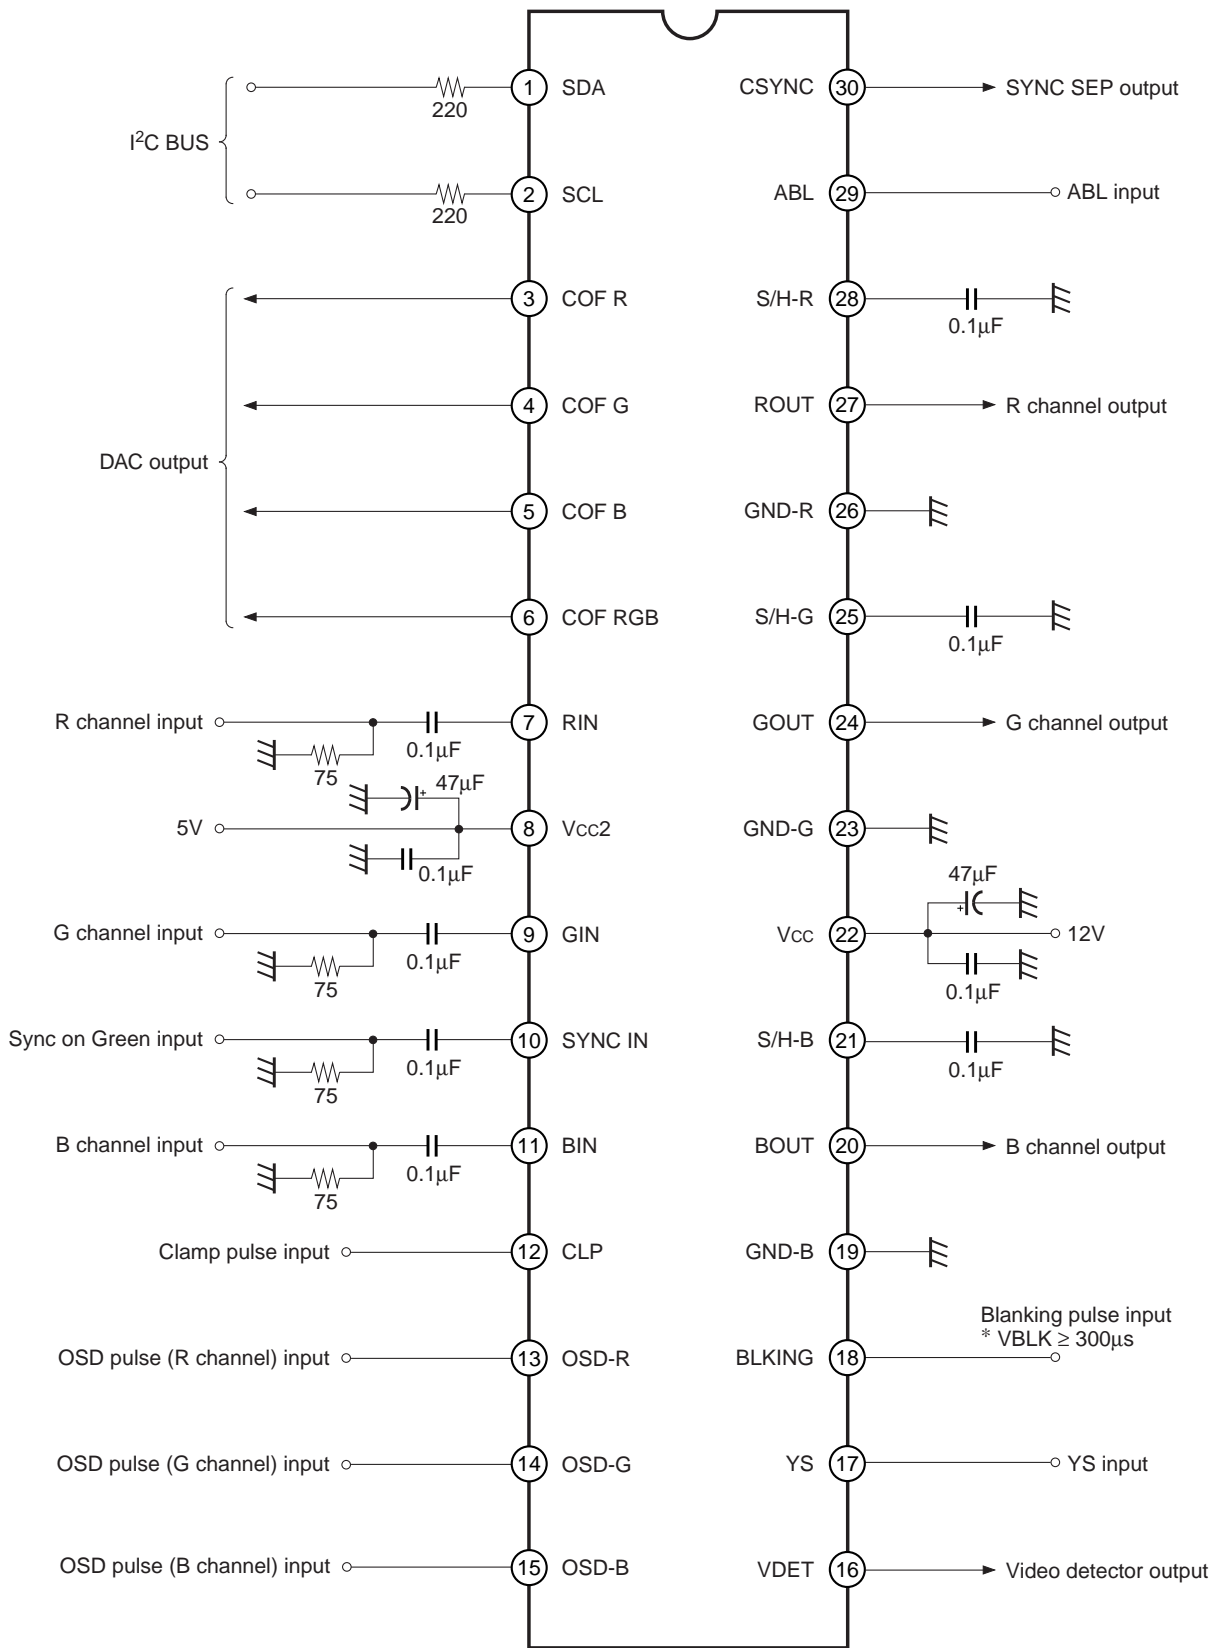 1 SDA
220
I²C BUS
2 SCL
220
3 COF R
4 COF G
DAC output
5 COF B
6 COF RGB
R channel input
7 RIN
0.1μF
75
47μF
+
5V
8 Vcc2
0.1μF
G channel input
9 GIN
0.1μF
75
Sync on Green input
10 SYNC IN
0.1μF
75
B channel input
11 BIN
0.1μF
75
Clamp pulse input
12 CLP
OSD pulse (R channel) input
13 OSD-R
OSD pulse (G channel) input
14 OSD-G
OSD pulse (B channel) input
15 OSD-B
CSYNC 30 SYNC SEP output
ABL 29 ABL input
S/H-R 28
0.1μF
ROUT 27 R channel output
GND-R 26
S/H-G 25
0.1μF
GOUT 24 G channel output
GND-G 23
47μF
+
Vcc 22 12V
0.1μF
S/H-B 21
0.1μF
BOUT 20 B channel output
GND-B 19
Blanking pulse input
* VBLK ≥ 300μs
BLKING 18
YS 17 YS input
VDET 16 Video detector output